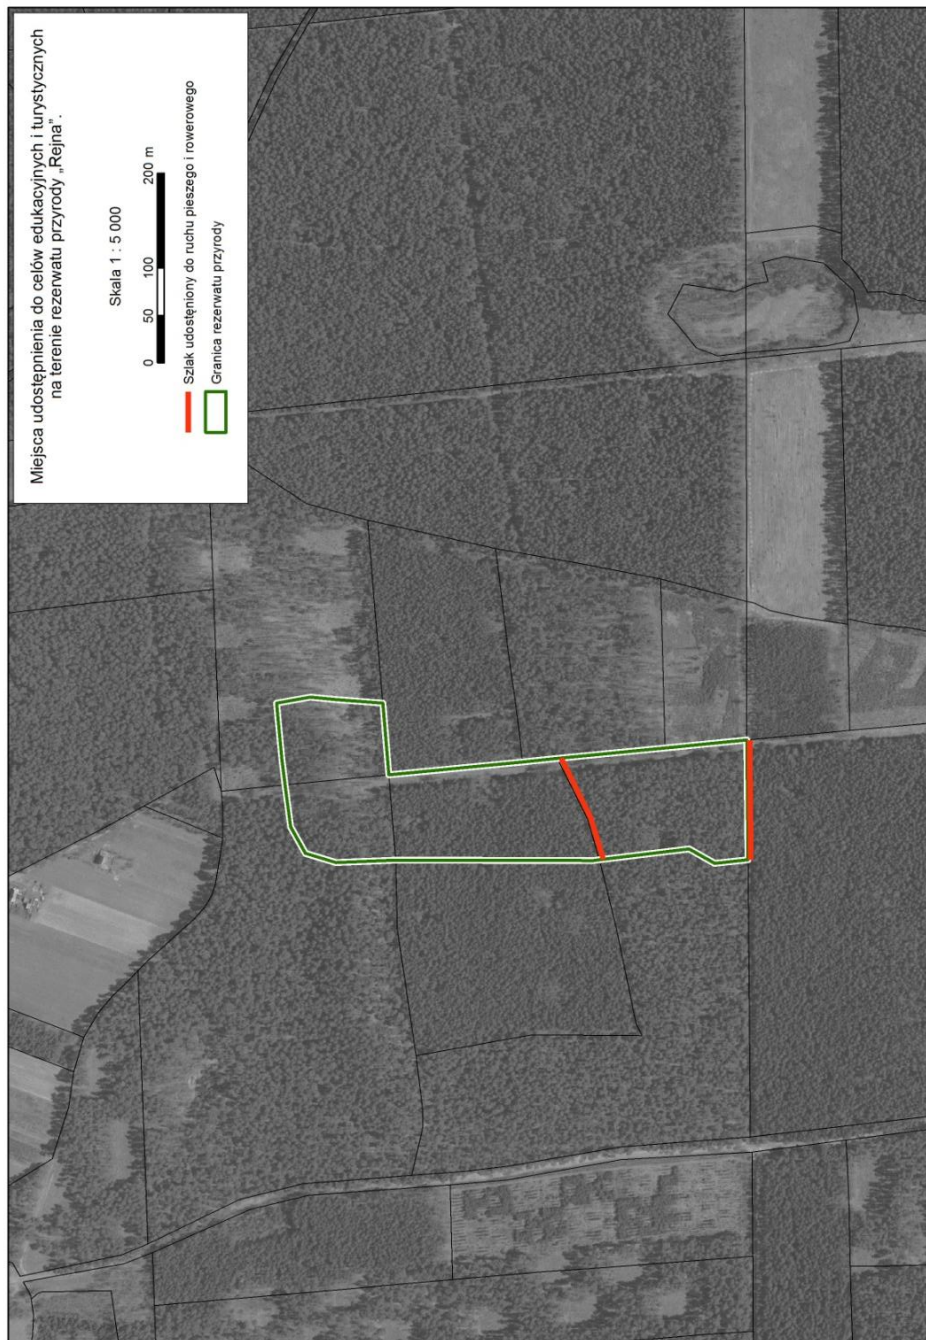 Miejsca udostępnienia do celów edukacyjnych i turystycznych
na terenie rezerwatu przyrody „Rejna”.
Skala 1 : 5 000
0 50 100 200 m
Szlak udostęniony do ruchu pieszego i rowerowego
Granica rezerwatu przyrody